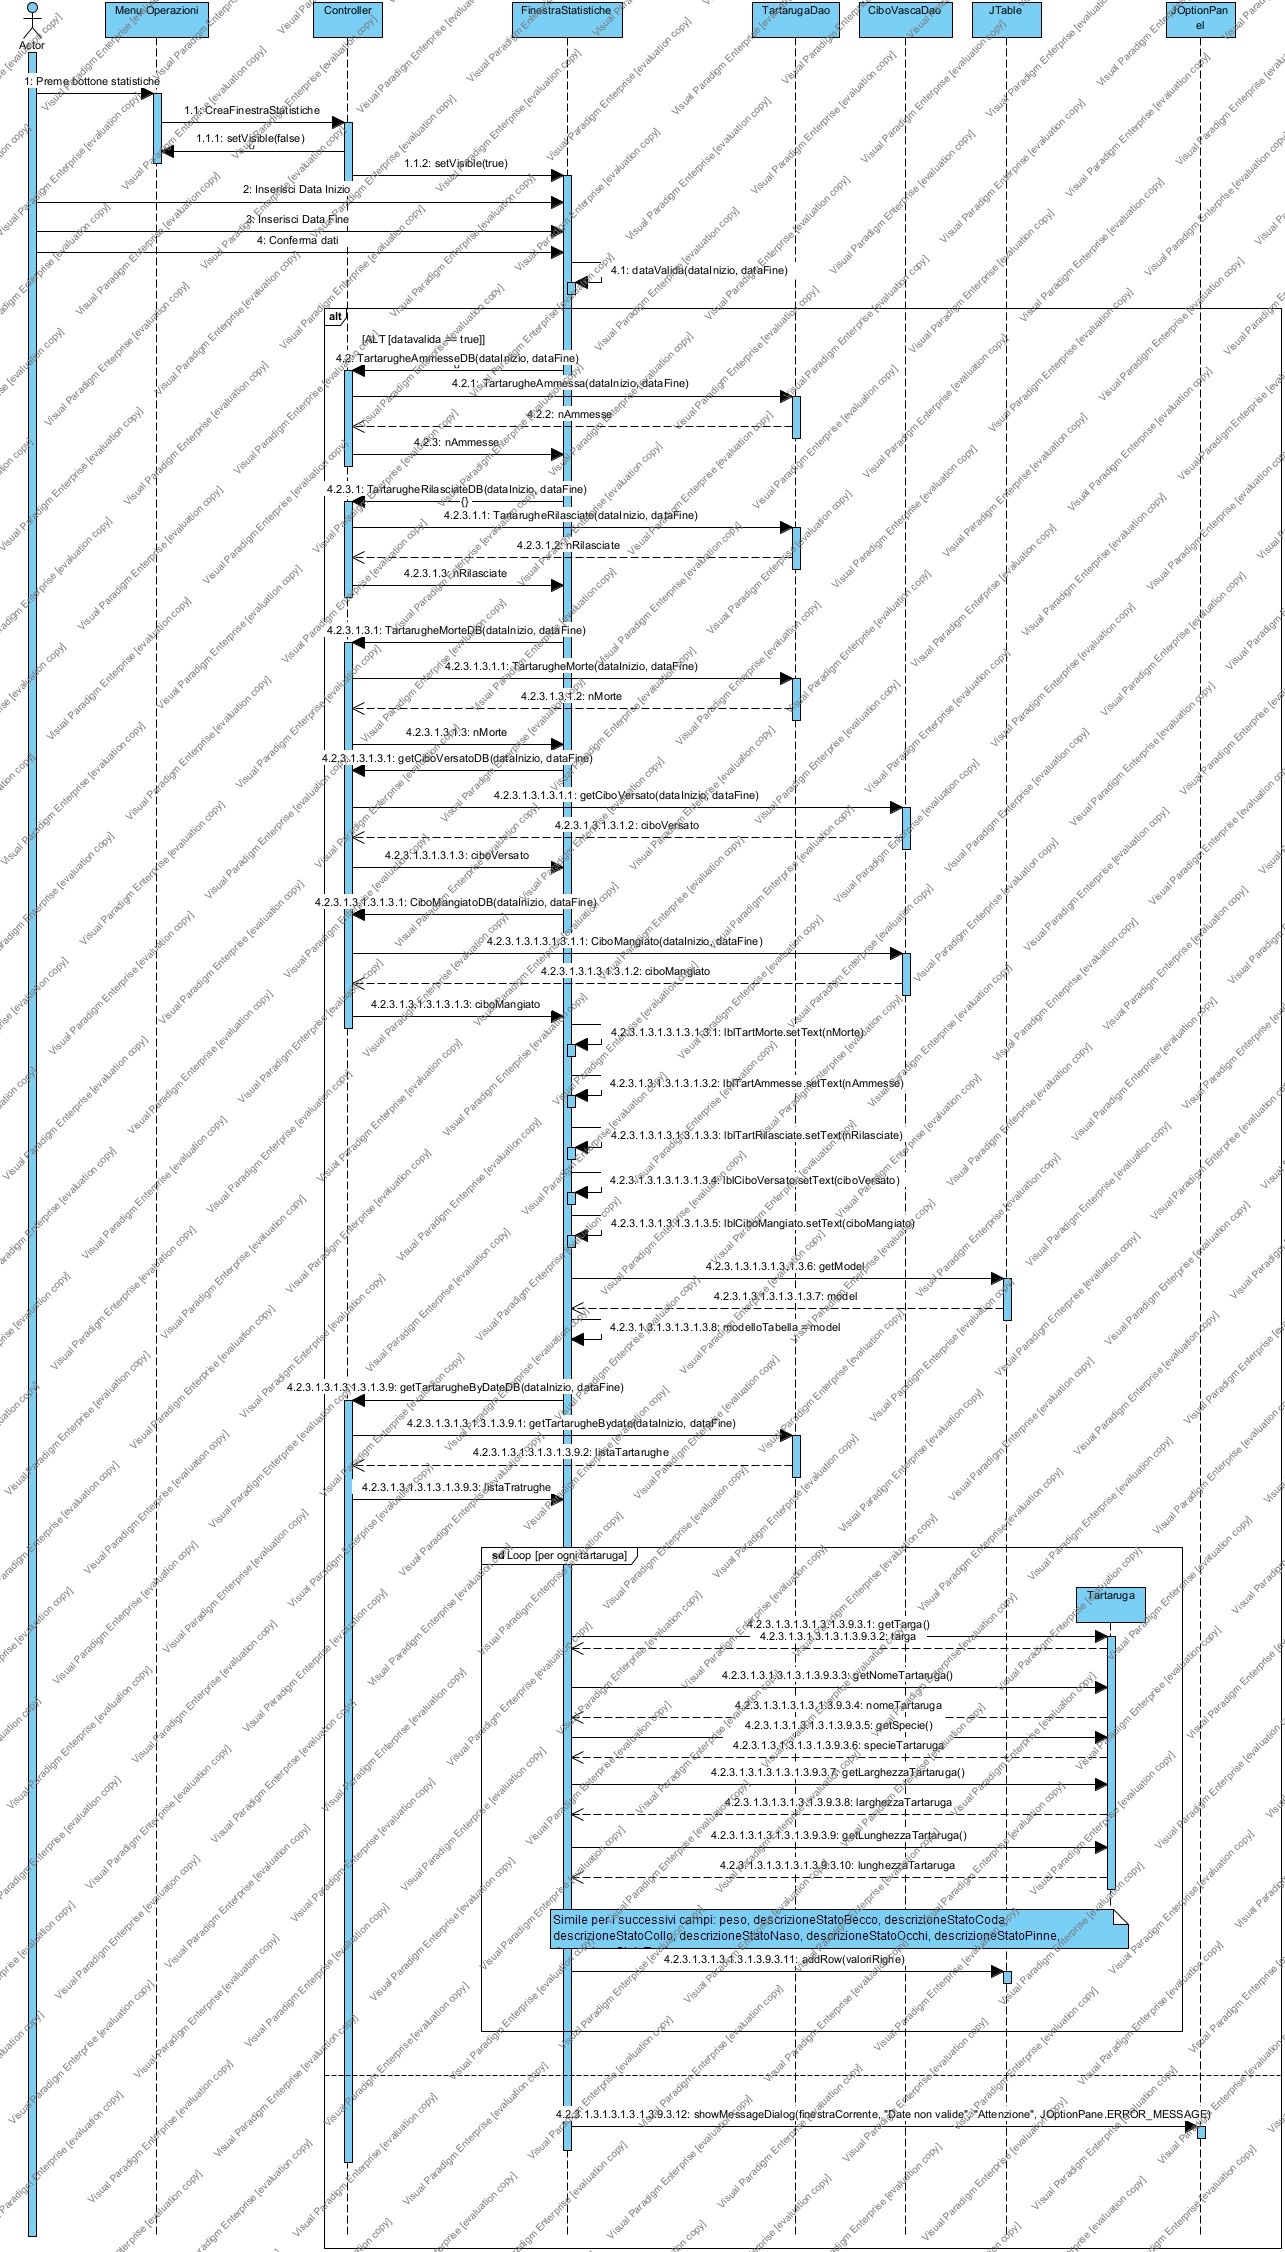 Actor
Menu Operazioni
Controller
FinestraStatistiche
TartarugaDao
CiboVascaDao
JTable
JOptionPan
el
1: Preme bottone statistiche
1.1: CreaFinestraStatistiche
1.1.1: setVisible(false)
1.1.2: setVisible(true)
2: Inserisci Data Inizio
3: Inserisci Data Fine
4: Conferma dati
4.1: dataValida(dataInizio, dataFine)
alt
[ALT [datavalida == true]]
4.2: TartarugheAmmesseDB(dataInizio, dataFine)
4.2.1: TartarugheAmmessa(dataInizio, dataFine)
4.2.2: nAmmesse
4.2.3: nAmmesse
4.2.3.1: TartarugheRilasciateDB(dataInizio, dataFine)
{}
4.2.3.1.1: TartarugheRilasciate(dataInizio, dataFine)
4.2.3.1.2: nRilasciate
4.2.3.1.3: nRilasciate
4.2.3.1.3.1: TartarugheMorteDB(dataInizio, dataFine)
4.2.3.1.3.1.1: TartarugheMorte(dataInizio, dataFine)
4.2.3.1.3.1.2: nMorte
4.2.3.1.3.1.3: nMorte
4.2.3.1.3.1.3.1: getCiboVersatoDB(dataInizio, dataFine)
4.2.3.1.3.1.3.1.1: getCiboVersato(dataInizio, dataFine)
4.2.3.1.3.1.3.1.2: ciboVersato
4.2.3.1.3.1.3.1.3: ciboVersato
4.2.3.1.3.1.3.1.3.1: CiboMangiatoDB(dataInizio, dataFine)
4.2.3.1.3.1.3.1.3.1.1: CiboMangiato(dataInizio, dataFine)
4.2.3.1.3.1.3.1.3.1.2: ciboMangiato
4.2.3.1.3.1.3.1.3.1.3: ciboMangiato
4.2.3.1.3.1.3.1.3.1.3.1: lblTartMorte.setText(nMorte)
4.2.3.1.3.1.3.1.3.1.3.2: lblTartAmmesse.setText(nAmmesse)
4.2.3.1.3.1.3.1.3.1.3.3: lblTartRilasciate.setText(nRilasciate)
4.2.3.1.3.1.3.1.3.1.3.4: lblCiboVersato.setText(ciboVersato)
4.2.3.1.3.1.3.1.3.1.3.5: lblCiboMangiato.setText(ciboMangiato)
4.2.3.1.3.1.3.1.3.1.3.6: getModel
4.2.3.1.3.1.3.1.3.1.3.7: model
4.2.3.1.3.1.3.1.3.1.3.8: modelloTabella = model
4.2.3.1.3.1.3.1.3.1.3.9: getTartarugheByDateDB(dataInizio, dataFine)
4.2.3.1.3.1.3.1.3.1.3.9.1: getTartarugheBydate(dataInizio, dataFine)
4.2.3.1.3.1.3.1.3.1.3.9.2: listaTartarughe
4.2.3.1.3.1.3.1.3.1.3.9.3: listaTratrughe
sd Loop [per ogni tartaruga]
Tartaruga
4.2.3.1.3.1.3.1.3.1.3.9.3.1: getTarga()
4.2.3.1.3.1.3.1.3.1.3.9.3.2: targa
4.2.3.1.3.1.3.1.3.1.3.9.3.3: getNomeTartaruga()
4.2.3.1.3.1.3.1.3.1.3.9.3.4: nomeTartaruga
4.2.3.1.3.1.3.1.3.1.3.9.3.5: getSpecie()
4.2.3.1.3.1.3.1.3.1.3.9.3.6: specieTartaruga
4.2.3.1.3.1.3.1.3.1.3.9.3.7: getLarghezzaTartaruga()
4.2.3.1.3.1.3.1.3.1.3.9.3.8: larghezzaTartaruga
4.2.3.1.3.1.3.1.3.1.3.9.3.9: getLunghezzaTartaruga()
4.2.3.1.3.1.3.1.3.1.3.9.3.10: lunghezzaTartaruga
Simile per i successivi campi: peso, descrizioneStatoBecco, descrizioneStatoCoda,
descrizioneStatoCollo, descrizioneStatoNaso, descrizioneStatoOcchi, descrizioneStatoPinne,
4.2.3.1.3.1.3.1.3.1.3.9.3.11: addRow(valoriRighe)
4.2.3.1.3.1.3.1.3.1.3.9.3.12: showMessageDialog(finestraCorrente, "Date non valide", "Attenzione", JOptionPane.ERROR_MESSAGE)
Visual Paradigm Enterprise [evaluation copy]